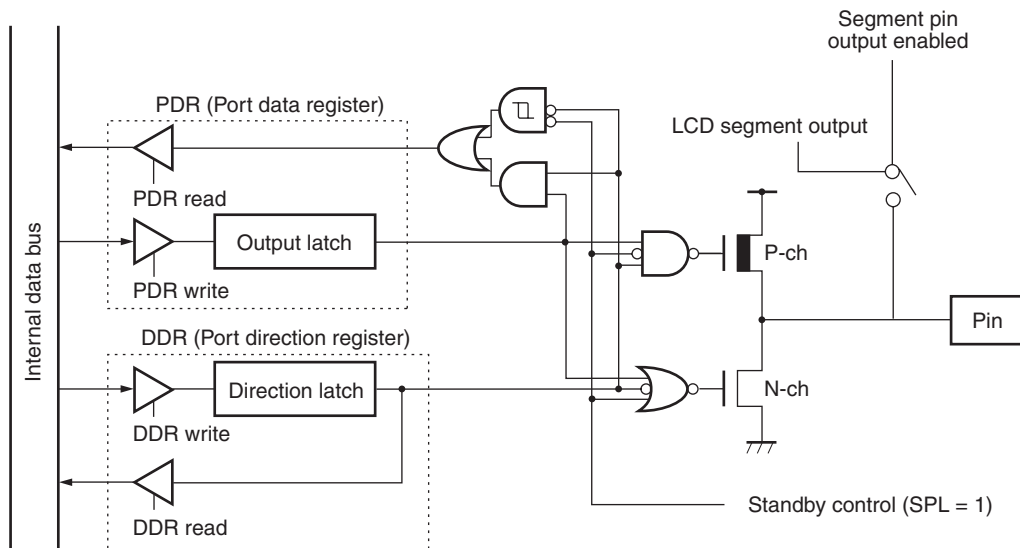 Segment pin
output enabled
PDR (Port data register)
LCD segment output
PDR read
Output latch
P-ch
PDR write
Internal data bus
Pin
DDR (Port direction register)
Direction latch
N-ch
DDR write
Standby control (SPL = 1)
DDR read